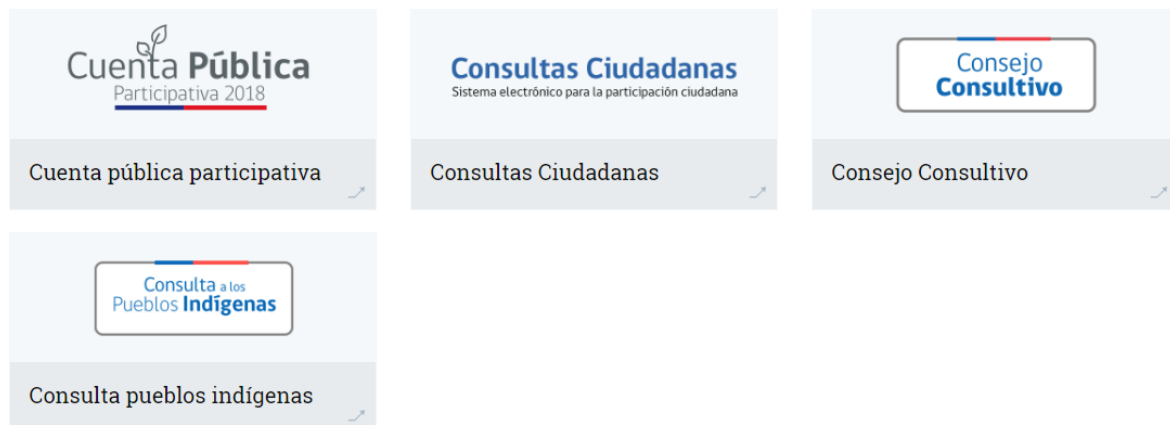 Cuenta Pública
Participativa 2018
Cuenta pública participativa
Consultas Ciudadanas
Sistema electrónico para la participación ciudadana
Consultas Ciudadanas
Consejo
Consultivo
Consejo Consultivo
Consulta a los
Pueblos Indígenas
Consulta pueblos indígenas